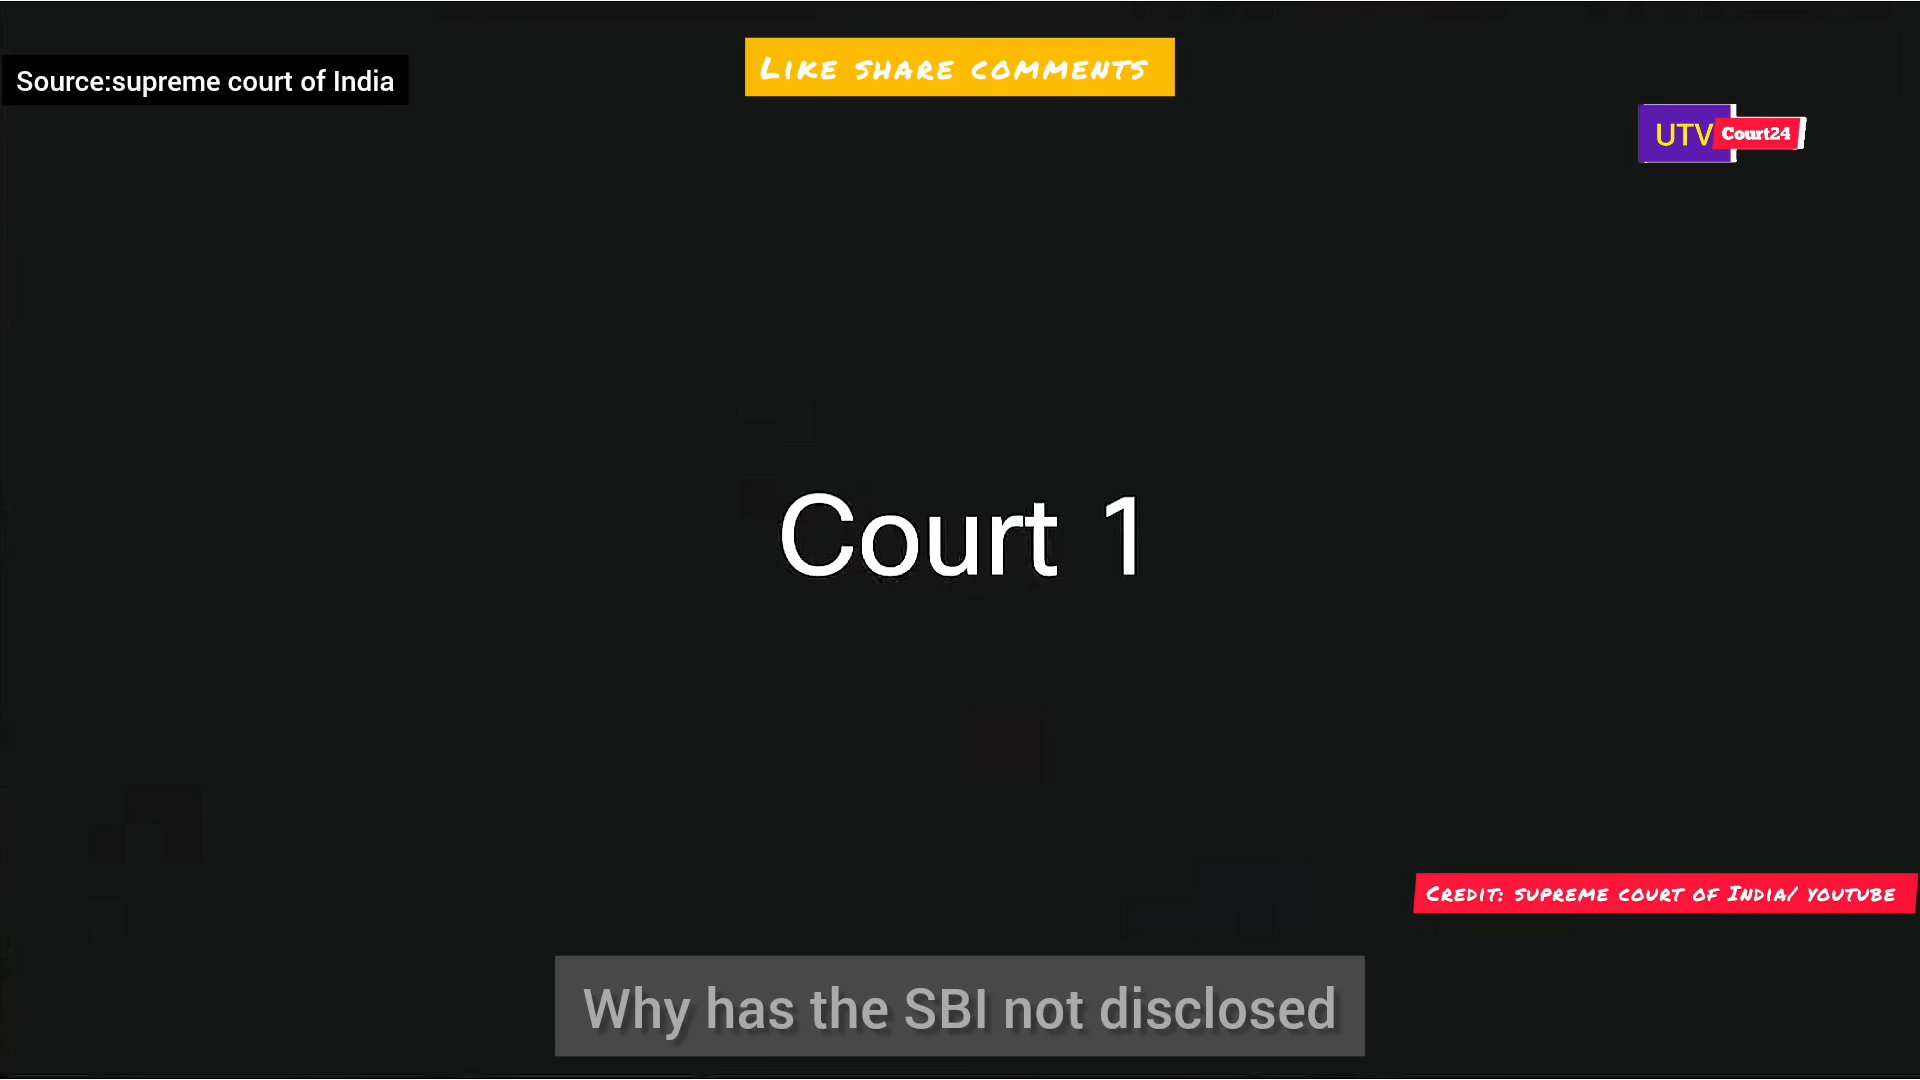 Like share comments
Source:supreme court of India
UTV Court24
Court 1
Credit: supreme court of India/ youtube
Why has the SBI not disclosed